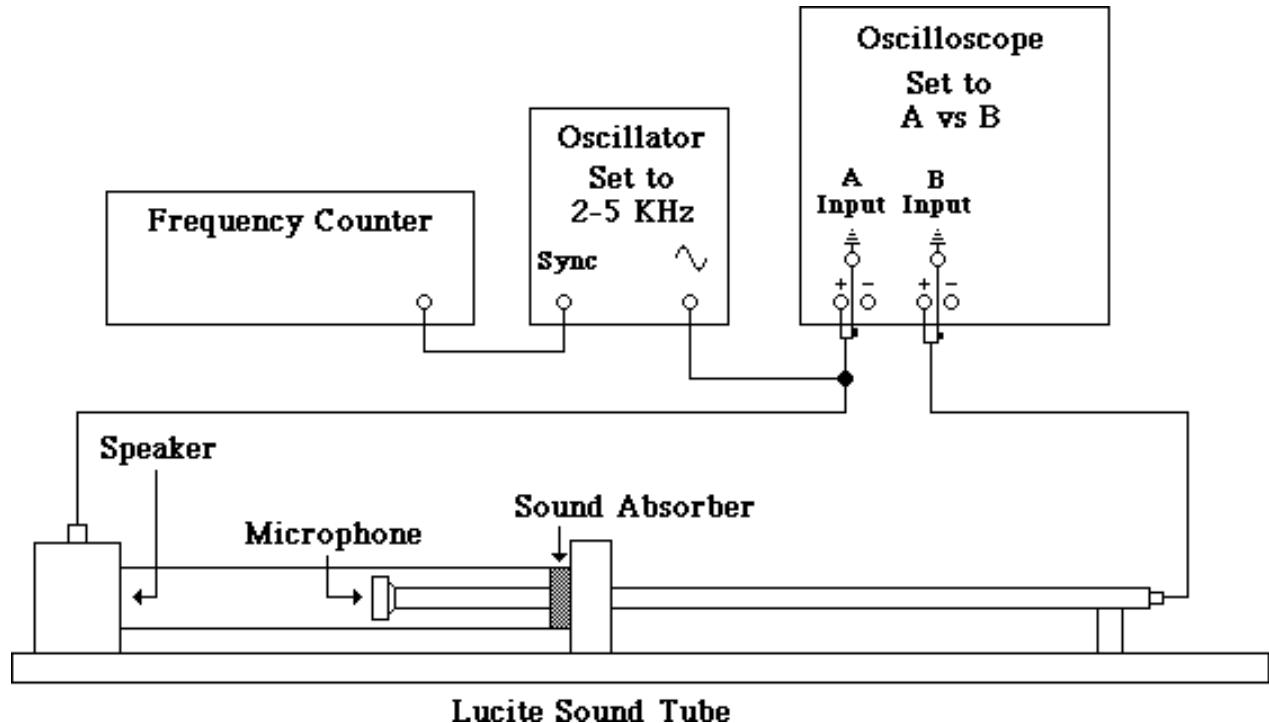 Oscilloscope
Set to
A vs B
Oscillator
Set to
2-5 KHz
Sync
Frequency Counter
A
Input
B
Input
+ −
+ −
Speaker
Microphone
Sound Absorber
Lucite Sound Tube